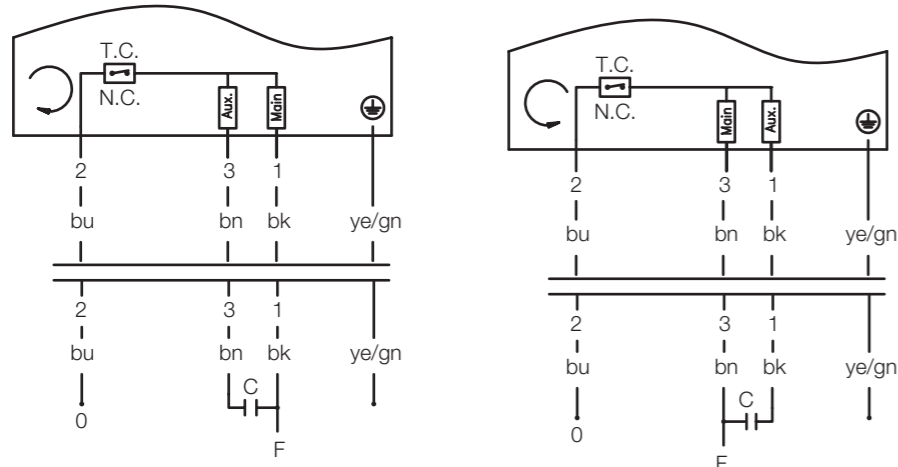 T.C.
N.C.
Aux.
Main
2 3 1
bu bn bk ye/gn
2 3 1
bu bn bk ye/gn
C
0
F
T.C.
N.C.
Main
Aux.
2 3 1
bu bn bk ye/gn
2 3 1
bu bn bk ye/gn
C
0
F